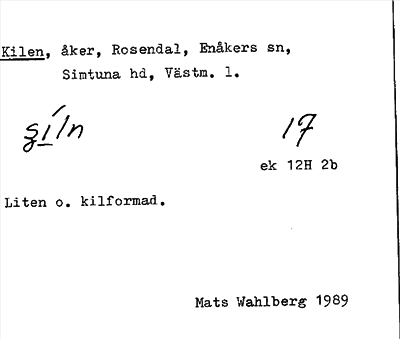 Kilen, åker, Rosendal, Enåkers sn,
Simtuna hd, Västm. l.
17
ek 12H 2b
Liten o. kilformad.
Mats Wahlberg 1989